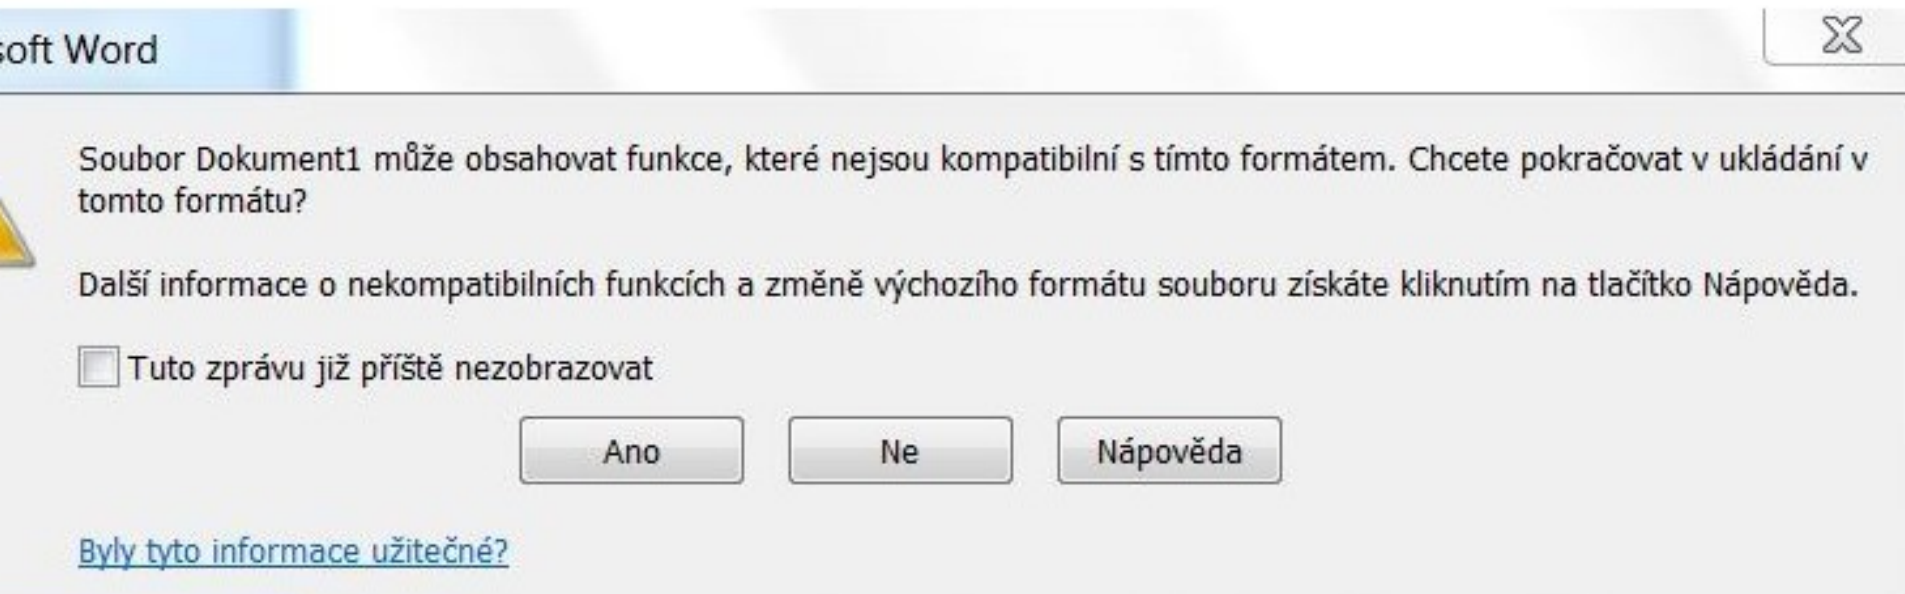 soft Word
Soubor Dokument1 může obsahovat funkce, které nejsou kompatibilní s tímto formátem. Chcete pokračovat v ukládání v
tomto formátu?
Další informace o nekompatibilních funkcích a změně výchozího formátu souboru získáte kliknutím na tlačítko Nápověda.
Tuto zprávu již příště nezobrazovat
Ano Ne Nápověda
Byly tyto informace užitečné?